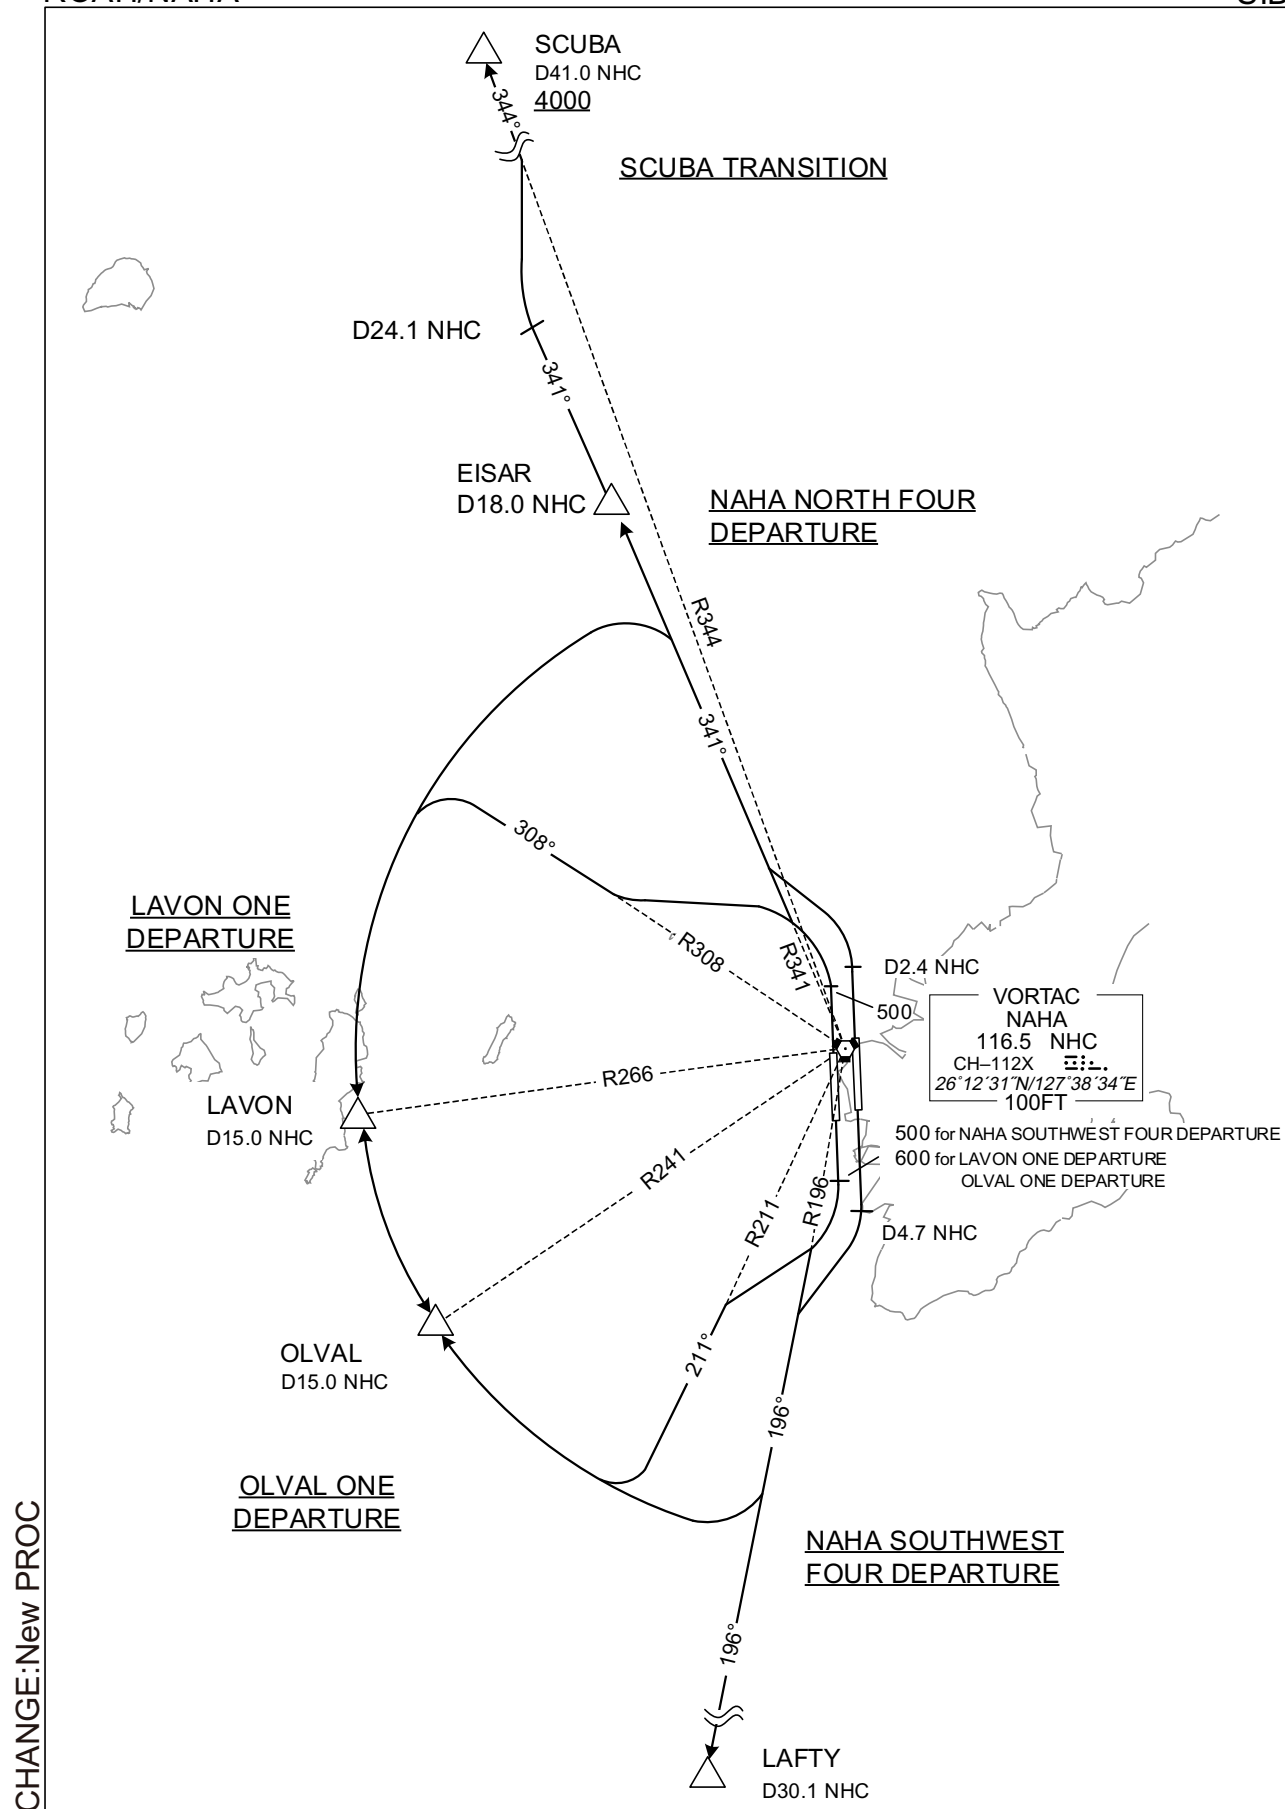 SCUBA
D41.0 NHC
4000
344°
SCUBA TRANSITION
D24.1 NHC
341°
EISAR
D18.0 NHC
NAHA NORTH FOUR
DEPARTURE
R344
341°
308°
LAVON ONE
DEPARTURE
R308
R341
D2.4 NHC
500
VORTAC
NAHA
116.5 NHC
CH–112X
26°12´31˝N/127°38´34˝E
100FT
R266
LAVON
D15.0 NHC
500 for NAHA SOUTHWEST FOUR DEPARTURE
600 for LAVON ONE DEPARTURE
OLVAL ONE DEPARTURE
R241
R211
R196
D4.7 NHC
OLVAL
D15.0 NHC
211°
196°
OLVAL ONE
DEPARTURE
NAHA SOUTHWEST
FOUR DEPARTURE
196°
LAFTY
D30.1 NHC
CHANGE:New PROC